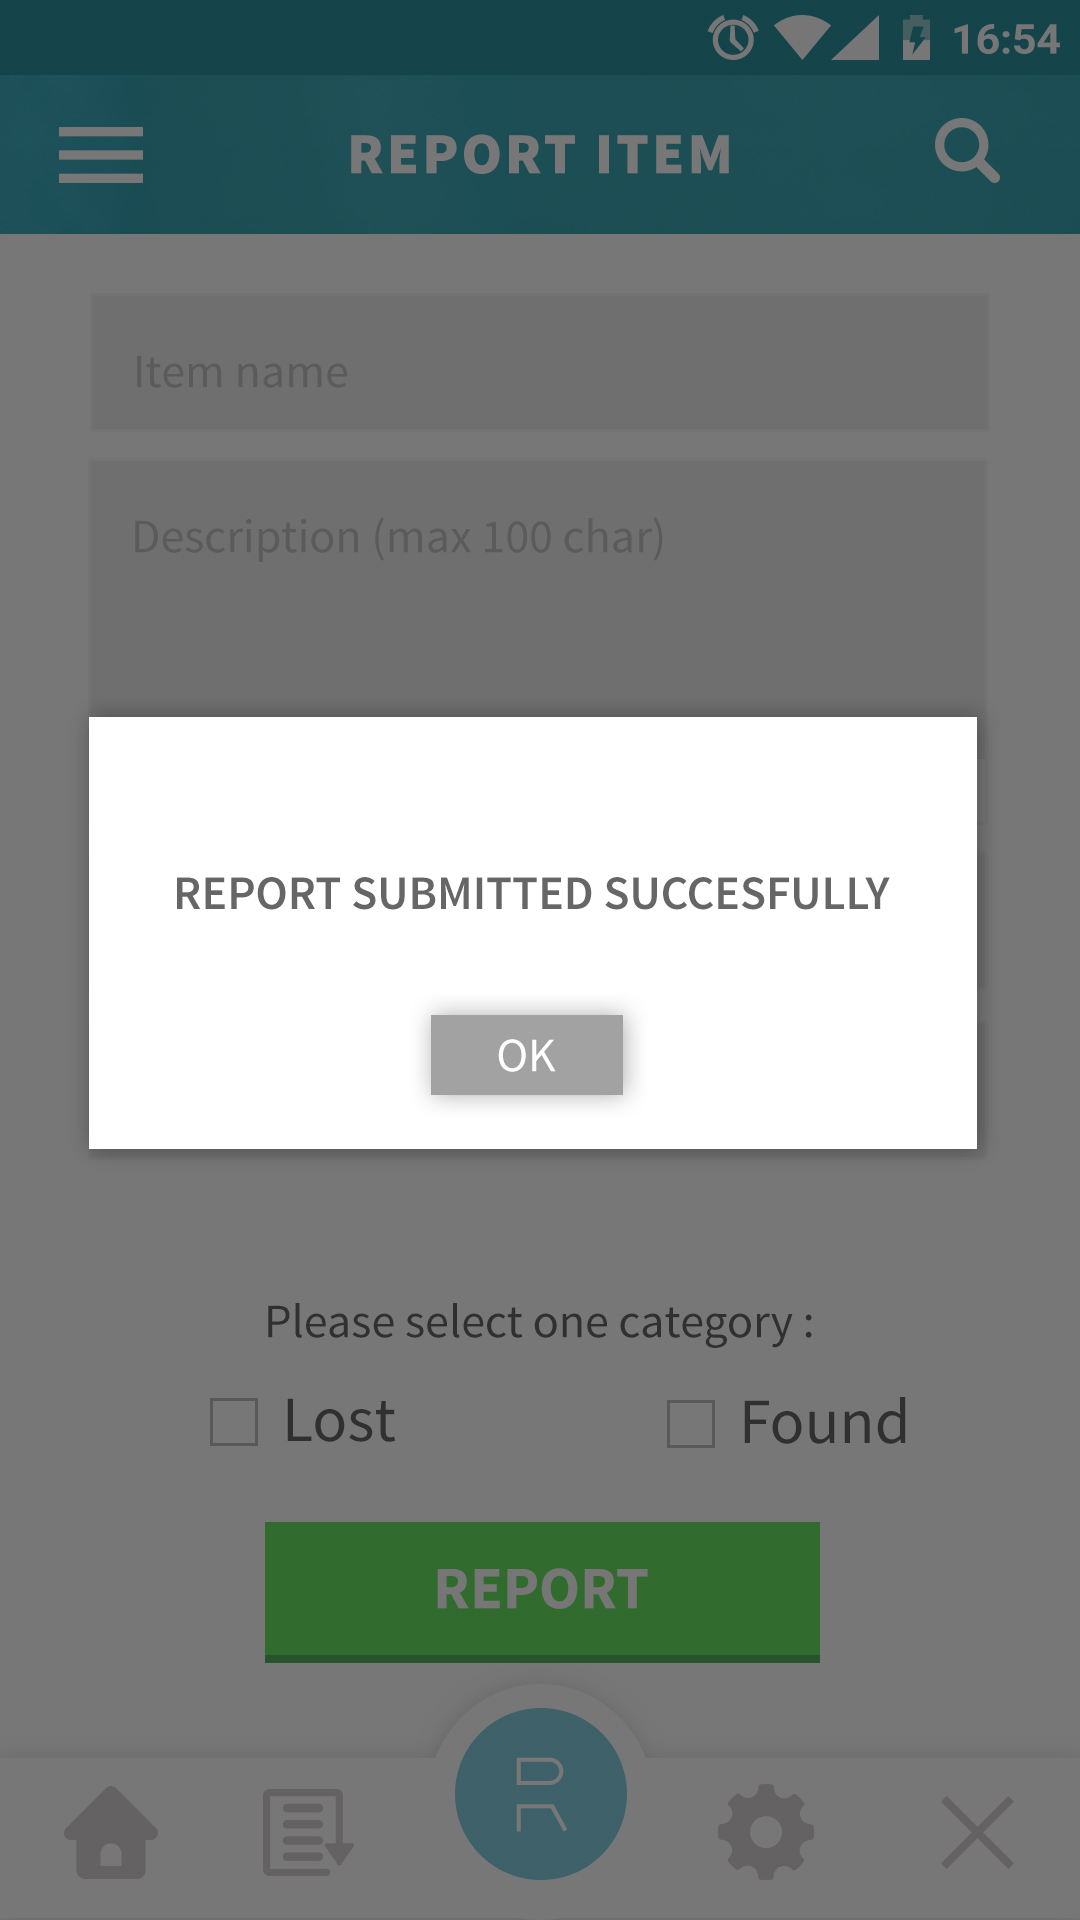 16:54
REPORT ITEM
Item name
Description (max 100 char)
REPORT SUBMITTED SUCCESFULLY
OK
Please select one category :
Lost
Found
REPORT
R